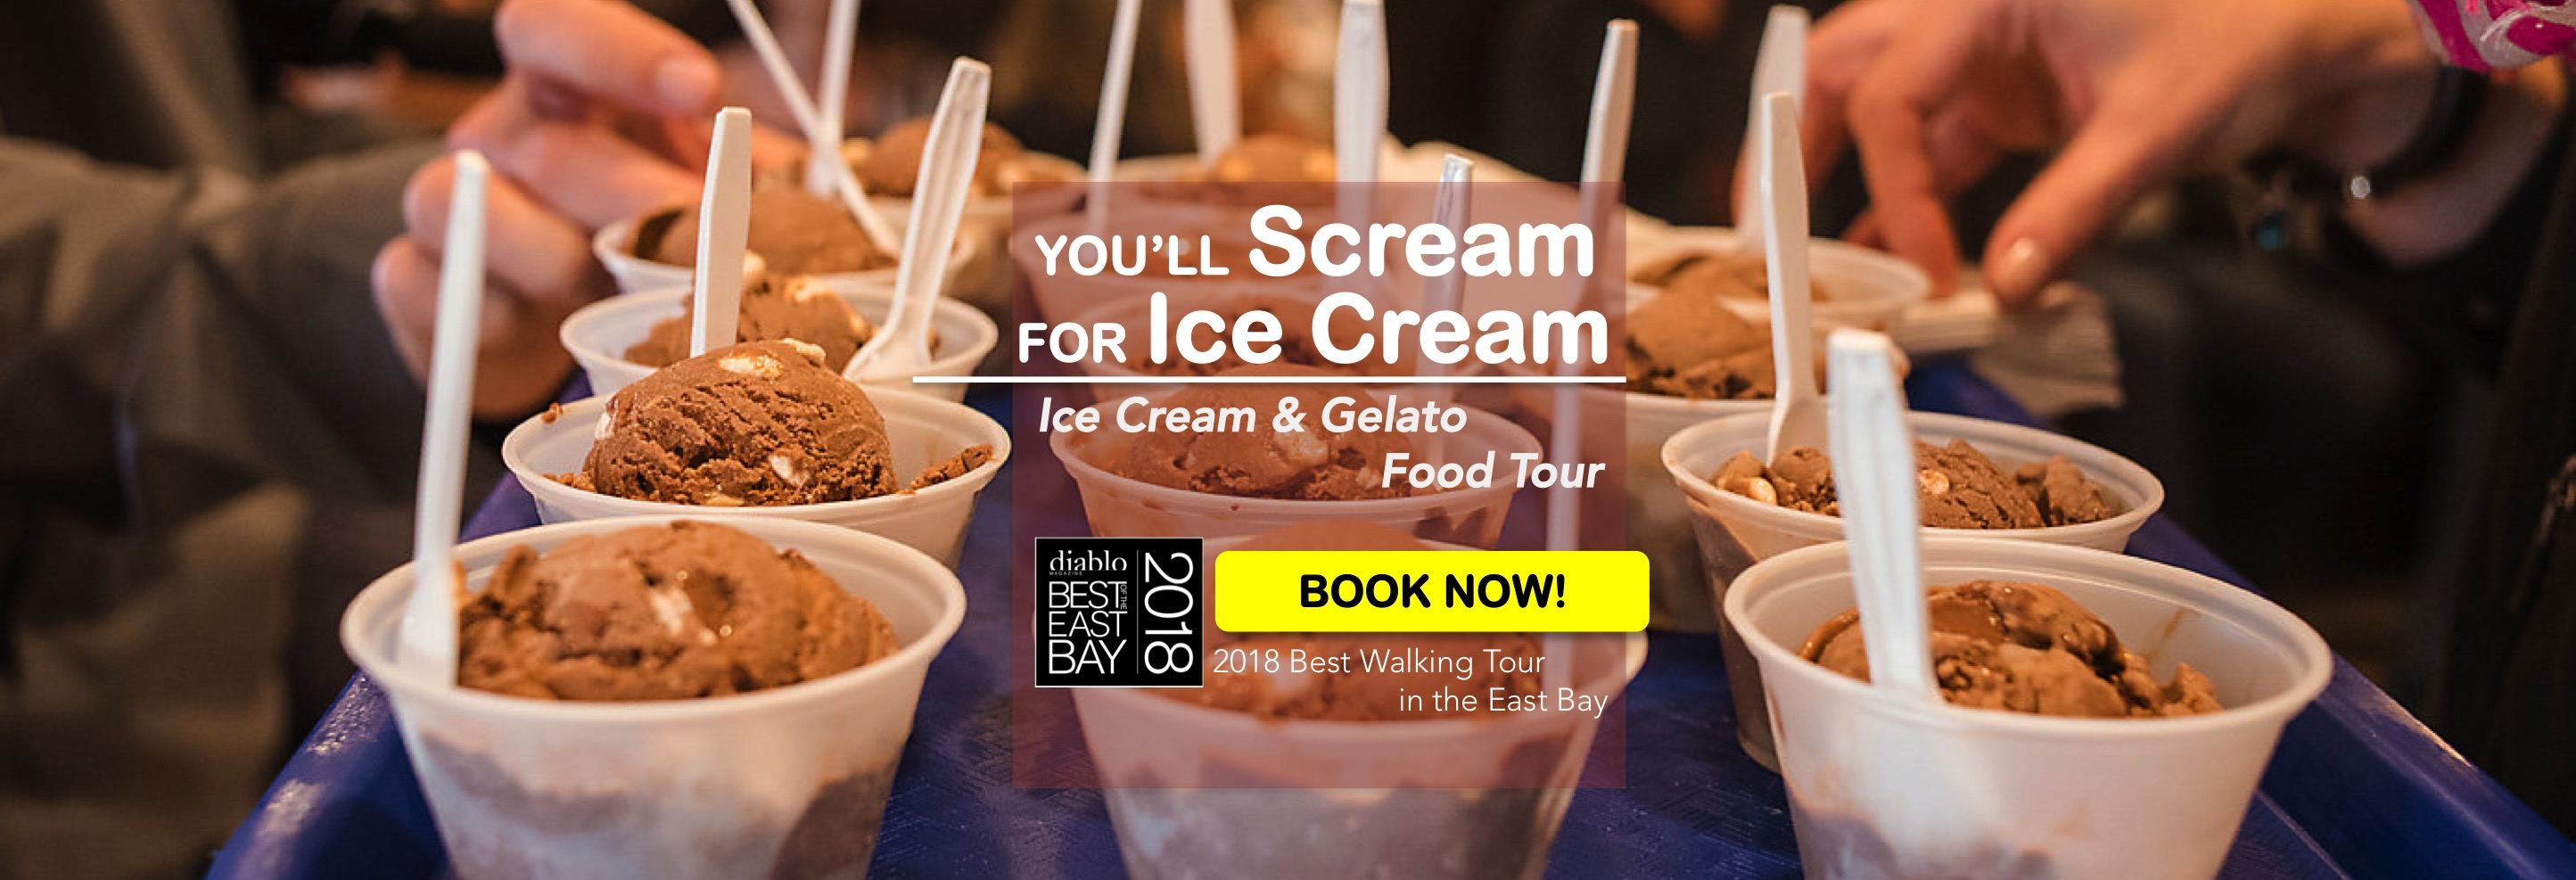 YOU'LL Scream
FOR Ice Cream
Ice Cream & Gelato
Food Tour
diablo
MAGAZINE
BEST OF THE
EAST
BAY
2018
BOOK NOW!
2018 Best Walking Tour
in the East Bay